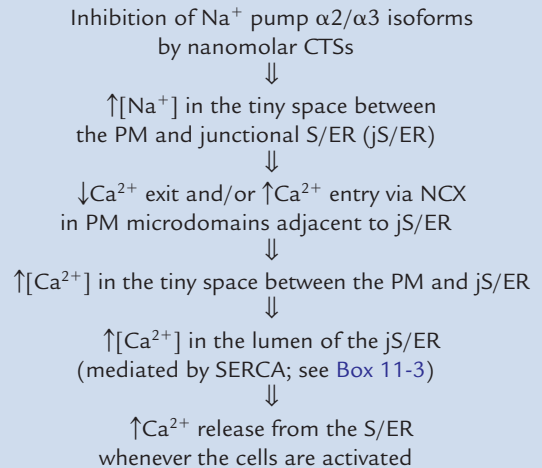 Inhibition of Na⁺ pump α2/α3 isoforms
by nanomolar CTSs
⇓
↑[Na⁺] in the tiny space between
the PM and junctional S/ER (jS/ER)
⇓
↓Ca²⁺ exit and/or ↑Ca²⁺ entry via NCX
in PM microdomains adjacent to jS/ER
⇓
↑[Ca²⁺] in the tiny space between the PM and jS/ER
⇓
↑[Ca²⁺] in the lumen of the jS/ER
(mediated by SERCA; see Box 11-3)
⇓
↑Ca²⁺ release from the S/ER
whenever the cells are activated